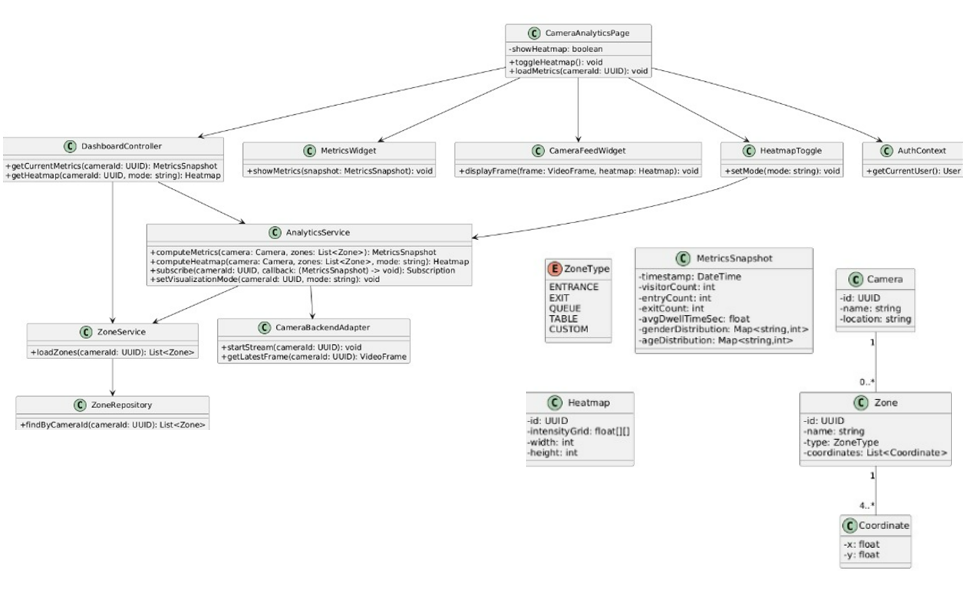 C CameraAnalyticsPage
-showHeatmap: boolean
+toggleHeatmap(): void
+loadMetrics(cameraId: UUID): void
C DashboardController
+getCurrentMetrics(cameraId: UUID): MetricsSnapshot
+getHeatmap(cameraId: UUID, mode: string): Heatmap
C MetricsWidget
+showMetrics(snapshot: MetricsSnapshot): void
C CameraFeedWidget
+displayFrame(frame: VideoFrame, heatmap: Heatmap): void
C HeatmapToggle
+setMode(mode: string): void
C AuthContext
+getCurrentUser(): User
C AnalyticsService
+computeMetrics(camera: Camera, zones: List<Zone>): MetricsSnapshot
+computeHeatmap(camera: Camera, zones: List<Zone>, mode: string): Heatmap
+subscribe(cameraId: UUID, callback: (MetricsSnapshot) -> void): Subscription
+setVisualizationMode(cameraId: UUID, mode: string): void
E ZoneType
ENTRANCE
EXIT
QUEUE
TABLE
CUSTOM
C MetricsSnapshot
-timestamp: DateTime
-visitorCount: int
-entryCount: int
-exitCount: int
-avgDwellTimeSec: float
-genderDistribution: Map<string,int>
-ageDistribution: Map<string,int>
C Camera
-id: UUID
-name: string
-location: string
1
0..*
C ZoneService
+loadZones(cameraId: UUID): List<Zone>
C CameraBackendAdapter
+startStream(cameraId: UUID): void
+getLatestFrame(cameraId: UUID): VideoFrame
C ZoneRepository
+findByCameraId(cameraId: UUID): List<Zone>
C Heatmap
-id: UUID
-intensityGrid: float[][]
-width: int
-height: int
C Zone
-id: UUID
-name: string
-type: ZoneType
-coordinates: List<Coordinate>
1
4..*
C Coordinate
-x: float
-y: float